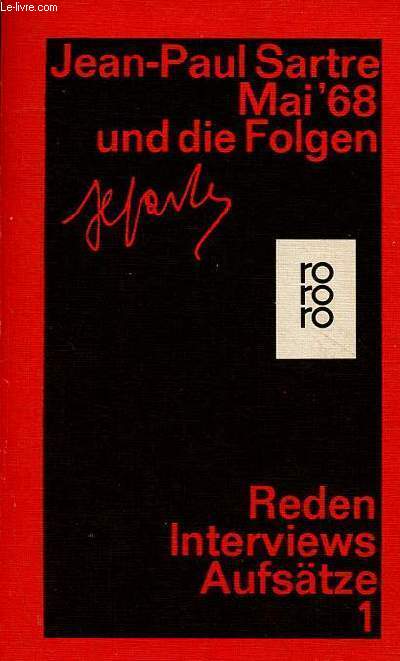 Le-livre.com
Jean-Paul Sartre
Mai '68
und die Folgen
ro
ro
ro
Reden
Interviews
Aufsätze
1